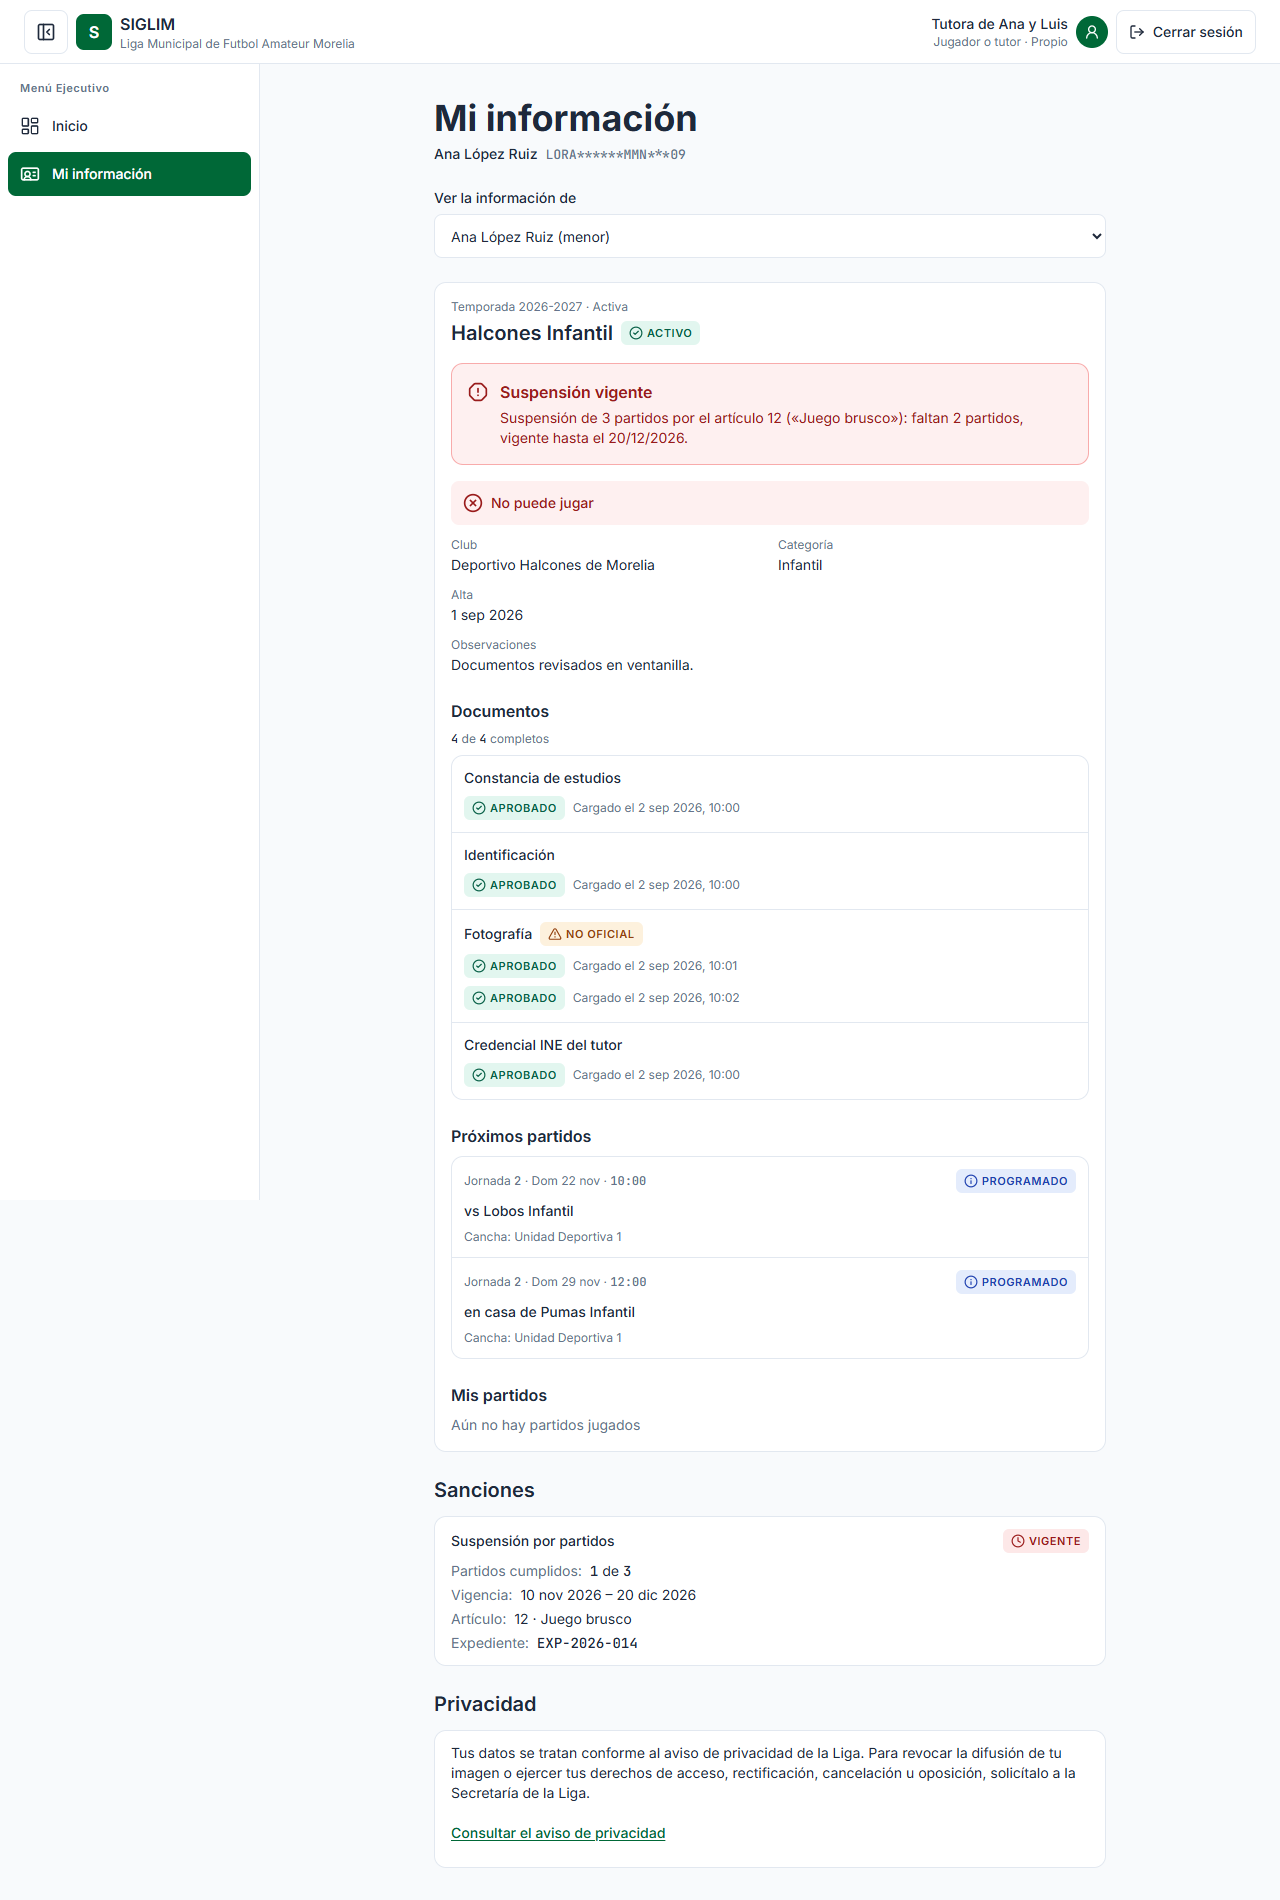 S
SIGLIM
Liga Municipal de Futbol Amateur Morelia
Tutora de Ana y Luis
Jugador o tutor · Propio
Cerrar sesión
Menú Ejecutivo
Inicio
Mi información
Mi información
Ana López Ruiz LORA******MMN***09
Ver la información de
Ana López Ruiz (menor)
Temporada 2026-2027 · Activa
Halcones Infantil ACTIVO
Suspensión vigente
Suspensión de 3 partidos por el artículo 12 («Juego brusco»): faltan 2 partidos,
vigente hasta el 20/12/2026.
No puede jugar
Club
Deportivo Halcones de Morelia
Categoría
Infantil
Alta
1 sep 2026
Observaciones
Documentos revisados en ventanilla.
Documentos
4 de 4 completos
Constancia de estudios
APROBADO Cargado el 2 sep 2026, 10:00
Identificación
APROBADO Cargado el 2 sep 2026, 10:00
Fotografía NO OFICIAL
APROBADO Cargado el 2 sep 2026, 10:01
APROBADO Cargado el 2 sep 2026, 10:02
Credencial INE del tutor
APROBADO Cargado el 2 sep 2026, 10:00
Próximos partidos
Jornada 2 · Dom 22 nov · 10:00 PROGRAMADO
vs Lobos Infantil
Cancha: Unidad Deportiva 1
Jornada 2 · Dom 29 nov · 12:00 PROGRAMADO
en casa de Pumas Infantil
Cancha: Unidad Deportiva 1
Mis partidos
Aún no hay partidos jugados
Sanciones
Suspensión por partidos VIGENTE
Partidos cumplidos: 1 de 3
Vigencia: 10 nov 2026 – 20 dic 2026
Artículo: 12 · Juego brusco
Expediente: EXP-2026-014
Privacidad
Tus datos se tratan conforme al aviso de privacidad de la Liga. Para revocar la difusión de tu
imagen o ejercer tus derechos de acceso, rectificación, cancelación u oposición, solicítalo a la
Secretaría de la Liga.
Consultar el aviso de privacidad